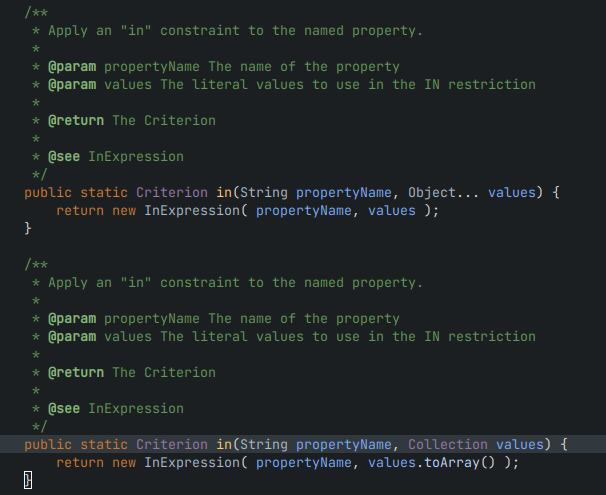 /**
 * Apply an "in" constraint to the named property.
 *
 * @param propertyName The name of the property
 * @param values The literal values to use in the IN restriction
 *
 * @return The Criterion
 *
 * @see InExpression
 */
public static Criterion in(String propertyName, Object... values) {
    return new InExpression( propertyName, values );
}

/**
 * Apply an "in" constraint to the named property.
 *
 * @param propertyName The name of the property
 * @param values The literal values to use in the IN restriction
 *
 * @return The Criterion
 *
 * @see InExpression
 */
public static Criterion in(String propertyName, Collection values) {
    return new InExpression( propertyName, values.toArray() );
}